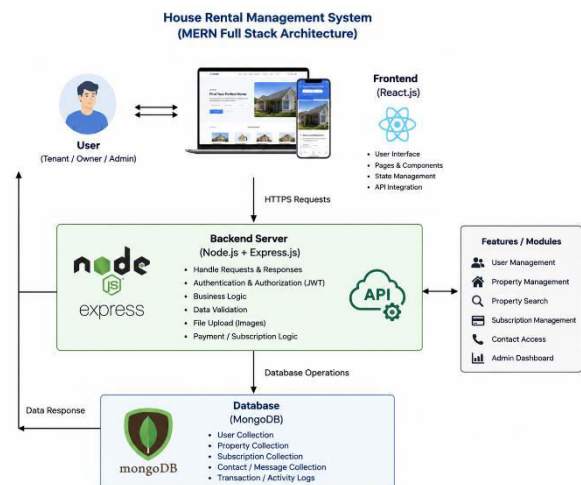 House Rental Management System
(MERN Full Stack Architecture)
Find Your Perfect Home
User
(Tenant / Owner / Admin)
Frontend
(React.js)
• User Interface
• Pages & Components
• State Management
• API Integration
HTTPS Requests
node
JS
express
Backend Server
(Node.js + Express.js)
• Handle Requests & Responses
• Authentication & Authorization (JWT)
• Business Logic
• Data Validation
• File Upload (Images)
• Payment / Subscription Logic
API
Features / Modules
User Management
Property Management
Property Search
Subscription Management
Contact Access
Admin Dashboard
Database Operations
Data Response
mongoDB
Database
(MongoDB)
• User Collection
• Property Collection
• Subscription Collection
• Contact / Message Collection
• Transaction / Activity Logs